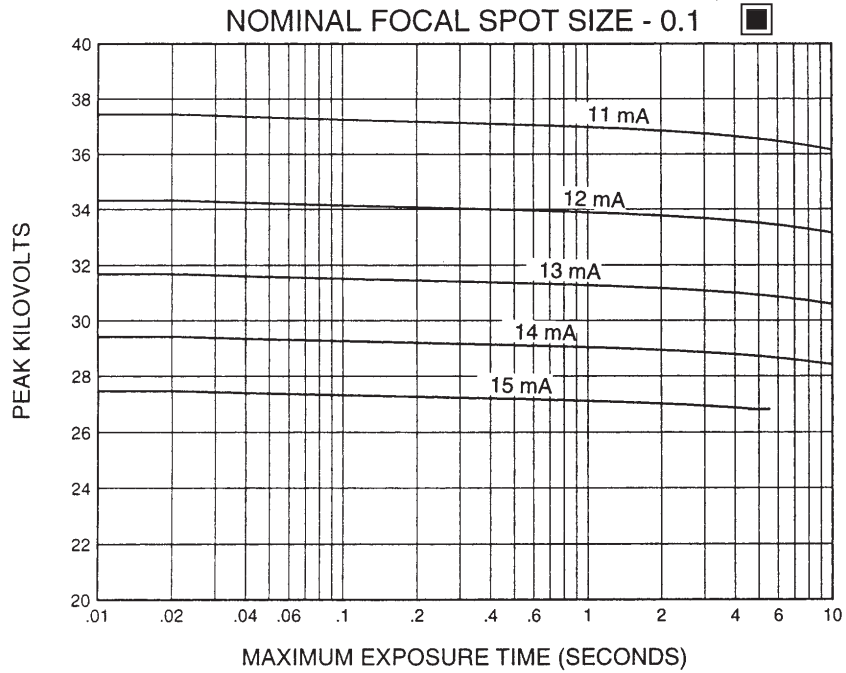 NOMINAL FOCAL SPOT SIZE - 0.1
40
38
36
34
32
30
28
26
24
22
20
11 mA
12 mA
13 mA
14 mA
15 mA
PEAK KILOVOLTS
.01 .02 .04 .06 .1 .2 .4 .6 1 2 4 6 10
MAXIMUM EXPOSURE TIME (SECONDS)